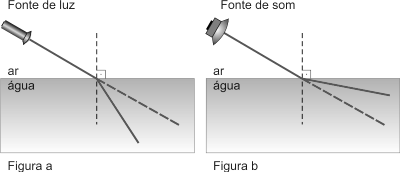 Fonte de luz
ar
água
Figura a
Fonte de som
ar
água
Figura b